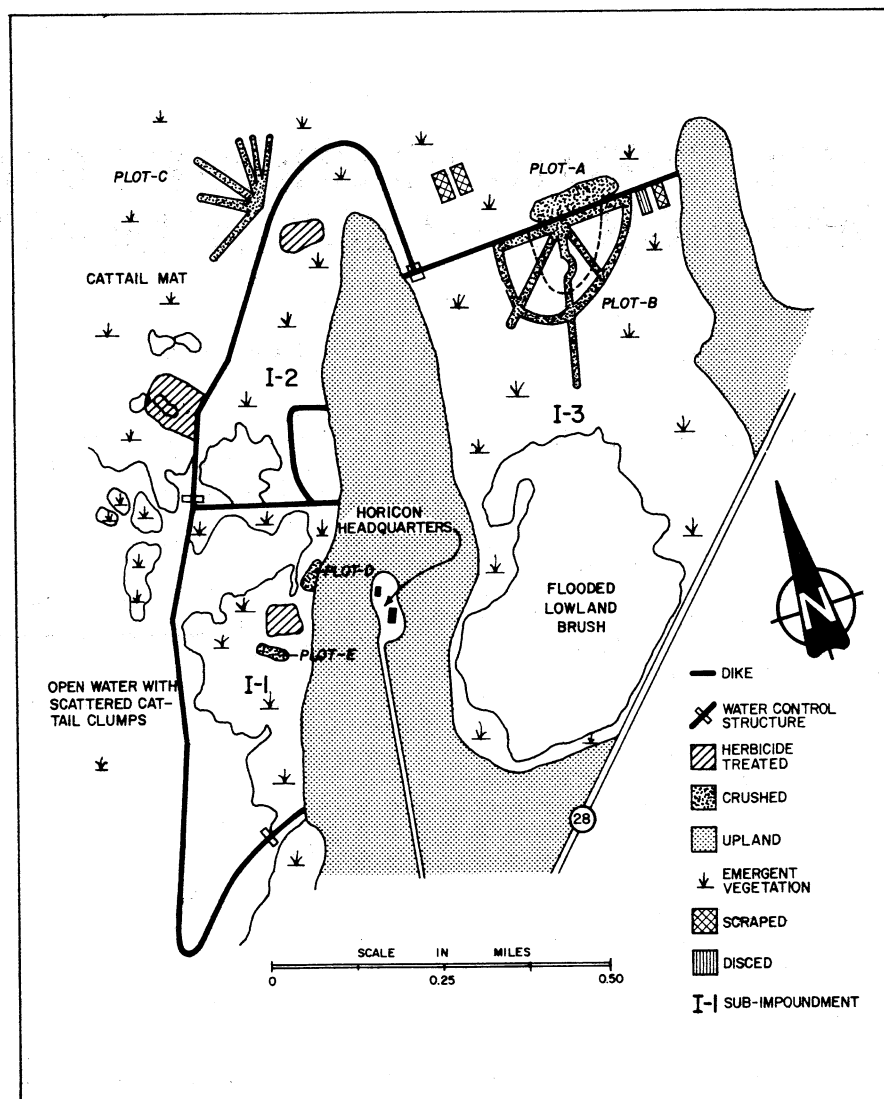 PLOT-C
PLOT-A
CATTAIL MAT
PLOT-B
I-2
I-3
HORICON
HEADQUARTERS
PLOT-D
FLOODED
LOWLAND
BRUSH
N
PLOT-E
I-1
OPEN WATER WITH
SCATTERED CAT-
TAIL CLUMPS
28
DIKE
WATER CONTROL
STRUCTURE
HERBICIDE
TREATED
CRUSHED
UPLAND
EMERGENT
VEGETATION
SCRAPED
DISCED
I-1 SUB-IMPOUNDMENT
SCALE IN MILES
0 0.25 0.50